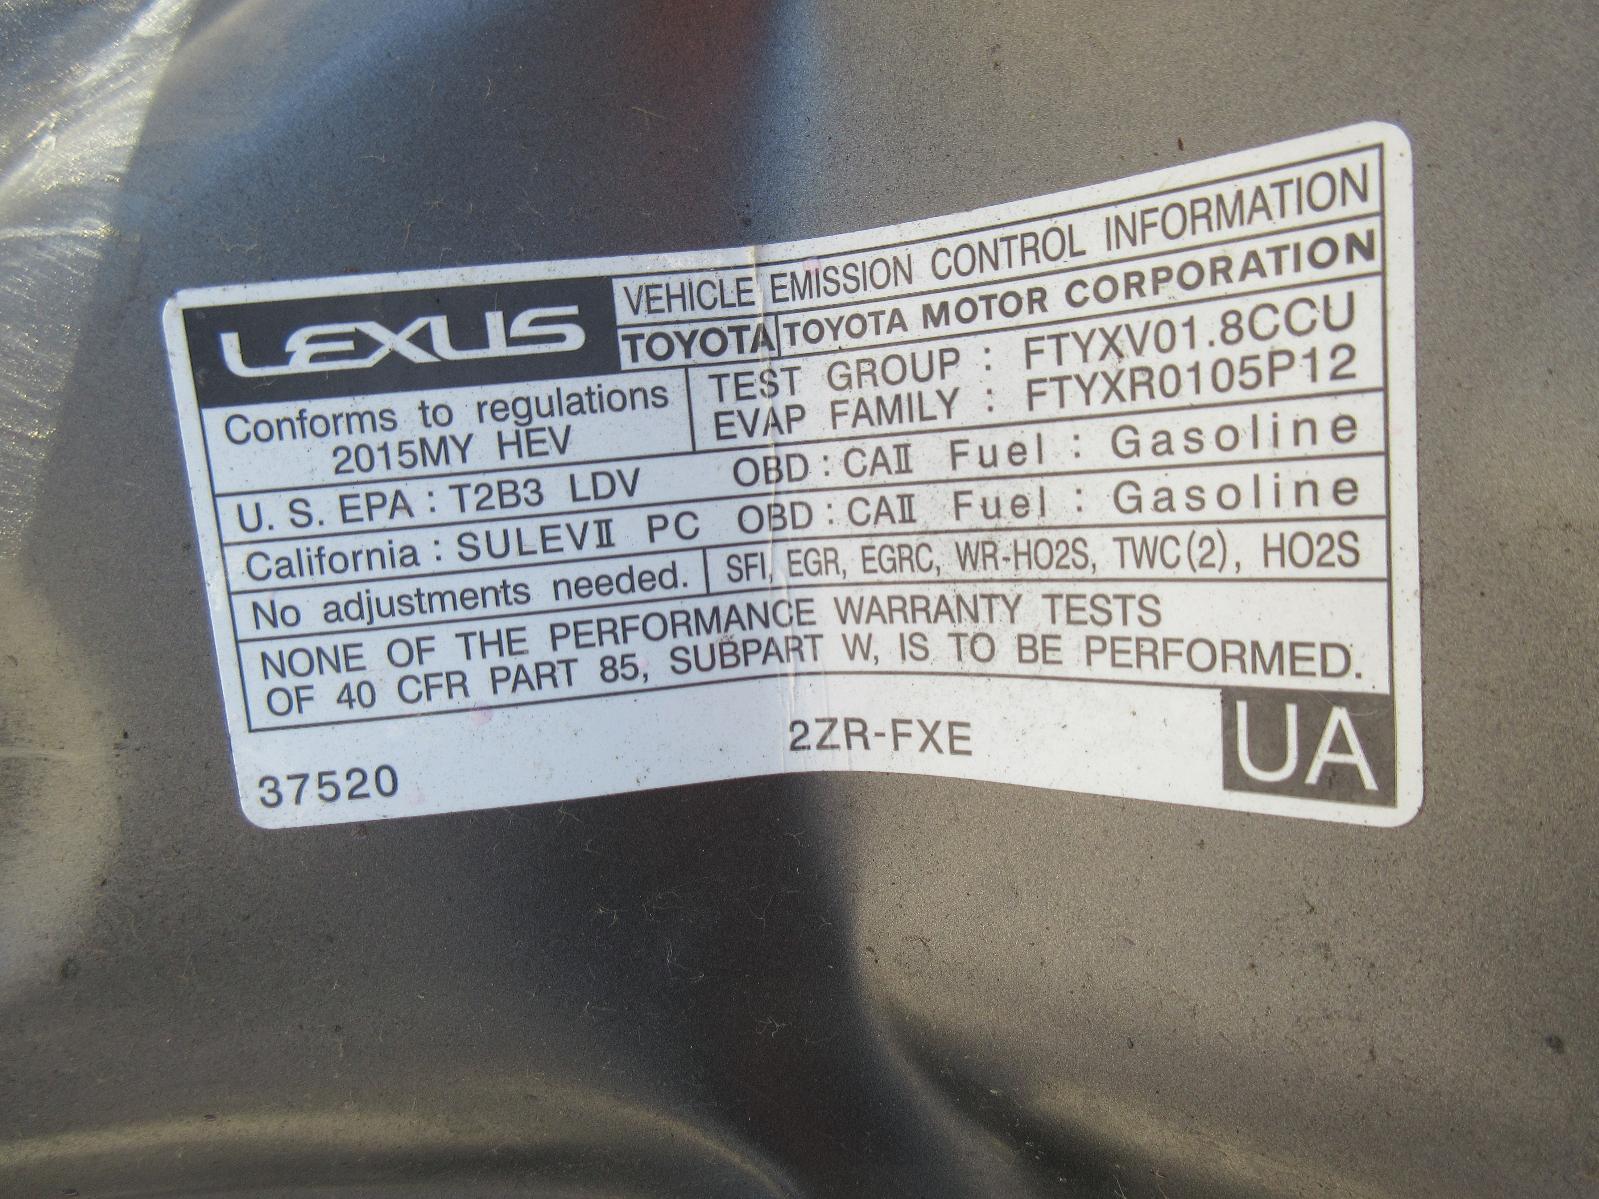 LEXUS
VEHICLE EMISSION CONTROL INFORMATION
TOYOTA TOYOTA MOTOR CORPORATION
Conforms to regulations
2015MY HEV
TEST GROUP : FTYXV01.8CCU
EVAP FAMILY : FTYXR0105P12
U. S. EPA : T2B3 LDV OBD : CAII Fuel : Gasoline
California : SULEVII PC OBD : CAII Fuel : Gasoline
No adjustments needed. SFI, EGR, EGRC, WR-HO2S, TWC(2), HO2S
NONE OF THE PERFORMANCE WARRANTY TESTS
OF 40 CFR PART 85, SUBPART W, IS TO BE PERFORMED.
37520 2ZR-FXE UA